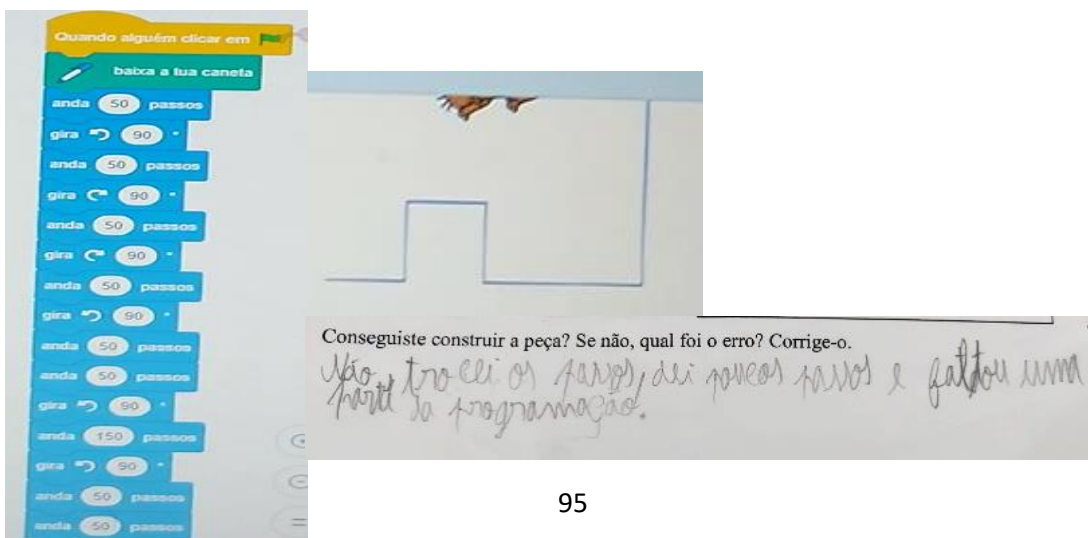 Quando alguém clicar em
baixa a tua caneta
anda 50 passos
gira 90 °
anda 50 passos
gira 90 °
anda 50 passos
gira 90 °
anda 50 passos
gira 90 °
anda 50 passos
anda 50 passos
gira 90 °
anda 150 passos
gira 90 °
anda 50 passos
anda 50 passos
Conseguiste construir a peça? Se não, qual foi o erro? Corrige-o.
Não, troquei os passos, dei poucos passos e faltou uma
parte da programação.
95